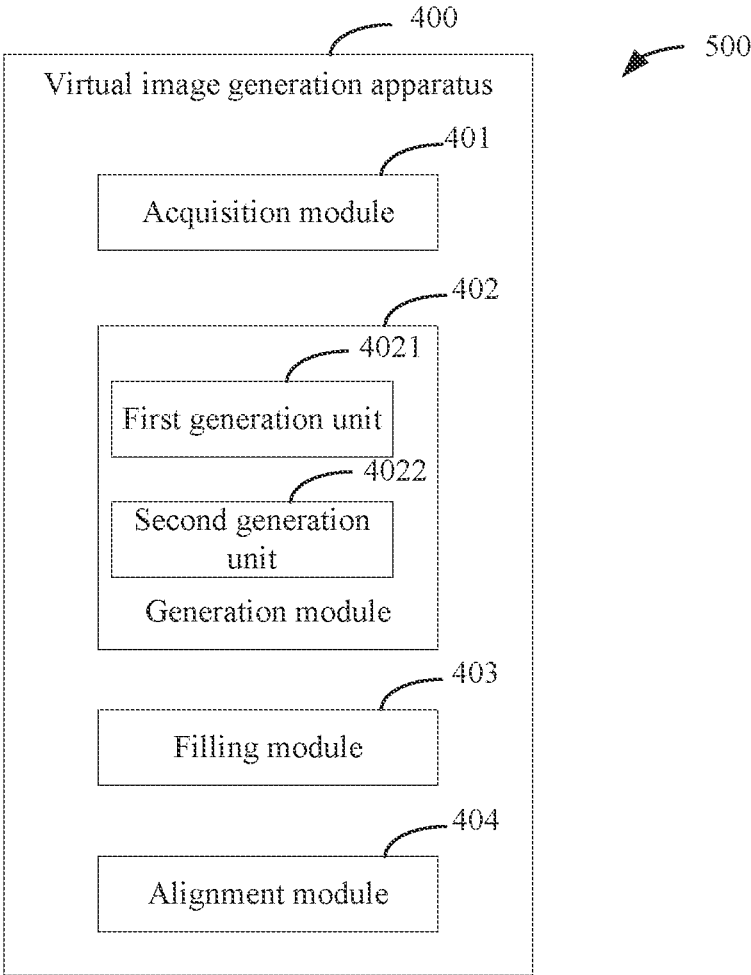 400
500
Virtual image generation apparatus
401
Acquisition module
402
4021
First generation unit
4022
Second generation
unit
Generation module
403
Filling module
404
Alignment module